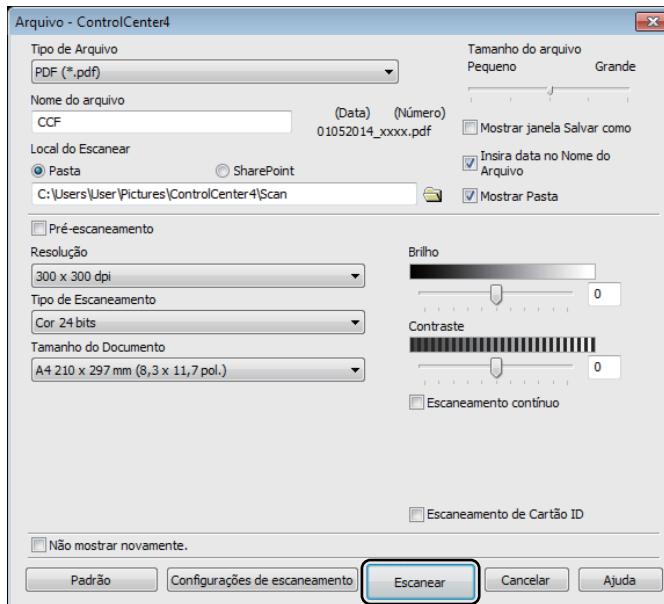 Arquivo - ControlCenter4
Tipo de Arquivo
PDF (*.pdf)
Tamanho do arquivo
Pequeno Grande
Nome do arquivo
CCF
(Data) (Número)
01052014_xxxx.pdf
Mostrar janela Salvar como
Local do Escanear
Insira data no Nome do
Arquivo
Pasta SharePoint
C:\Users\User\Pictures\ControlCenter4\Scan
Mostrar Pasta
Pré-escaneamento
Resolução
300 x 300 dpi
Tipo de Escaneamento
Cor 24 bits
Tamanho do Documento
A4 210 x 297 mm (8,3 x 11,7 pol.)
Brilho
0
Contraste
0
Escaneamento contínuo
Escaneamento de Cartão ID
Não mostrar novamente.
Padrão Configurações de escaneamento Escanear Cancelar Ajuda